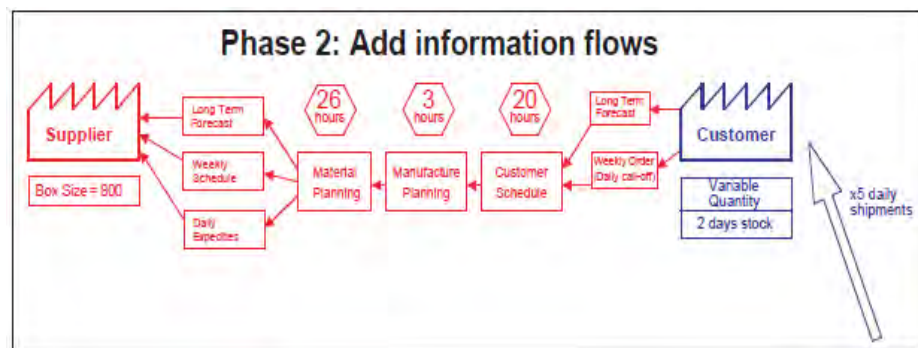 Phase 2: Add information flows
26
hours
3
hours
20
hours
Supplier
Long Term
Forecast
Weekly
Schedule
Daily
Expedites
Material
Planning
Manufacture
Planning
Customer
Schedule
Long Term
Forecast
Weekly Order
(Daily call-off)
Customer
Box Size = 800
Variable
Quantity
2 days stock
x5 daily
shipments